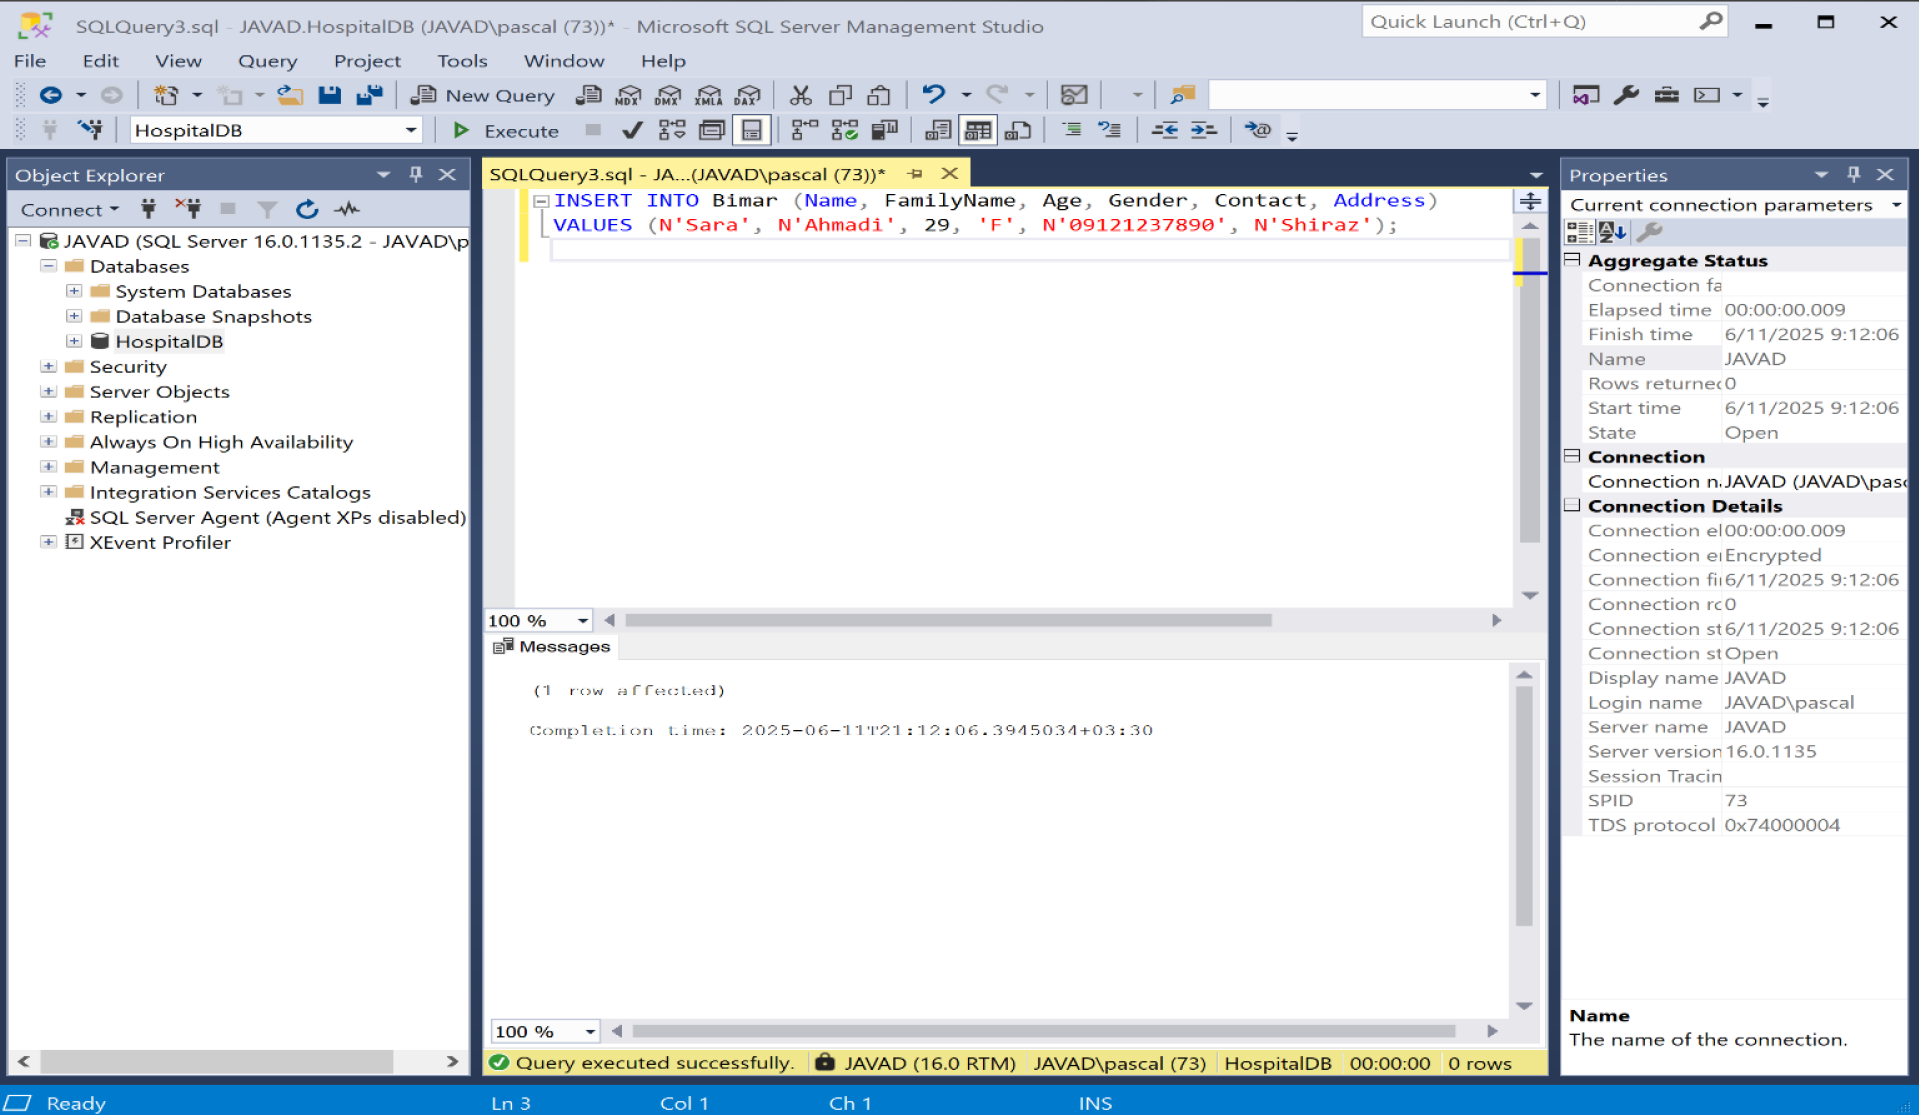 SQLQuery3.sql - JAVAD.HospitalDB (JAVAD\pascal (73))* - Microsoft SQL Server Management Studio
Quick Launch (Ctrl+Q)
File Edit View Query Project Tools Window Help
New Query
MDX DMX XMLA DAX
HospitalDB
Execute
Object Explorer
Connect
JAVAD (SQL Server 16.0.1135.2 - JAVAD\p
Databases
System Databases
Database Snapshots
HospitalDB
Security
Server Objects
Replication
Always On High Availability
Management
Integration Services Catalogs
SQL Server Agent (Agent XPs disabled)
XEvent Profiler
SQLQuery3.sql - JA...(JAVAD\pascal (73))*
INSERT INTO Bimar (Name, FamilyName, Age, Gender, Contact, Address)
VALUES (N'Sara', N'Ahmadi', 29, 'F', N'09121237890', N'Shiraz');
100 %
Messages
(1 row affected)
Completion time: 2025-06-11T21:12:06.3945034+03:30
100 %
Query executed successfully.
JAVAD (16.0 RTM)
JAVAD\pascal (73)
HospitalDB
00:00:00
0 rows
Properties
Current connection parameters
Aggregate Status
Connection fa
Elapsed time 00:00:00.009
Finish time 6/11/2025 9:12:06
Name JAVAD
Rows returned 0
Start time 6/11/2025 9:12:06
State Open
Connection
Connection n JAVAD (JAVAD\pasc
Connection Details
Connection el 00:00:00.009
Connection en Encrypted
Connection fi 6/11/2025 9:12:06
Connection ro 0
Connection st 6/11/2025 9:12:06
Connection st Open
Display name JAVAD
Login name JAVAD\pascal
Server name JAVAD
Server version 16.0.1135
Session Tracin
SPID 73
TDS protocol 0x74000004
Name
The name of the connection.
Ready
Ln 3
Col 1
Ch 1
INS